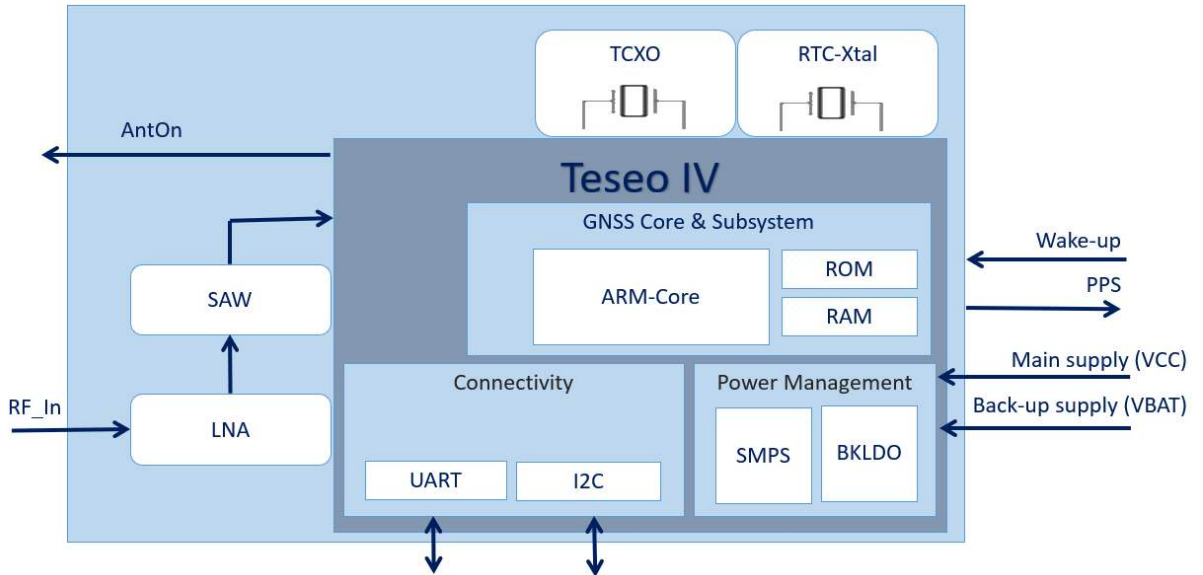 TCXO
RTC-Xtal
AntOn
Teseo IV
GNSS Core & Subsystem
Wake-up
ROM
PPS
SAW
ARM-Core
RAM
Main supply (VCC)
Connectivity
Power Management
RF_In
Back-up supply (VBAT)
LNA
SMPS
BKLDO
UART
I2C